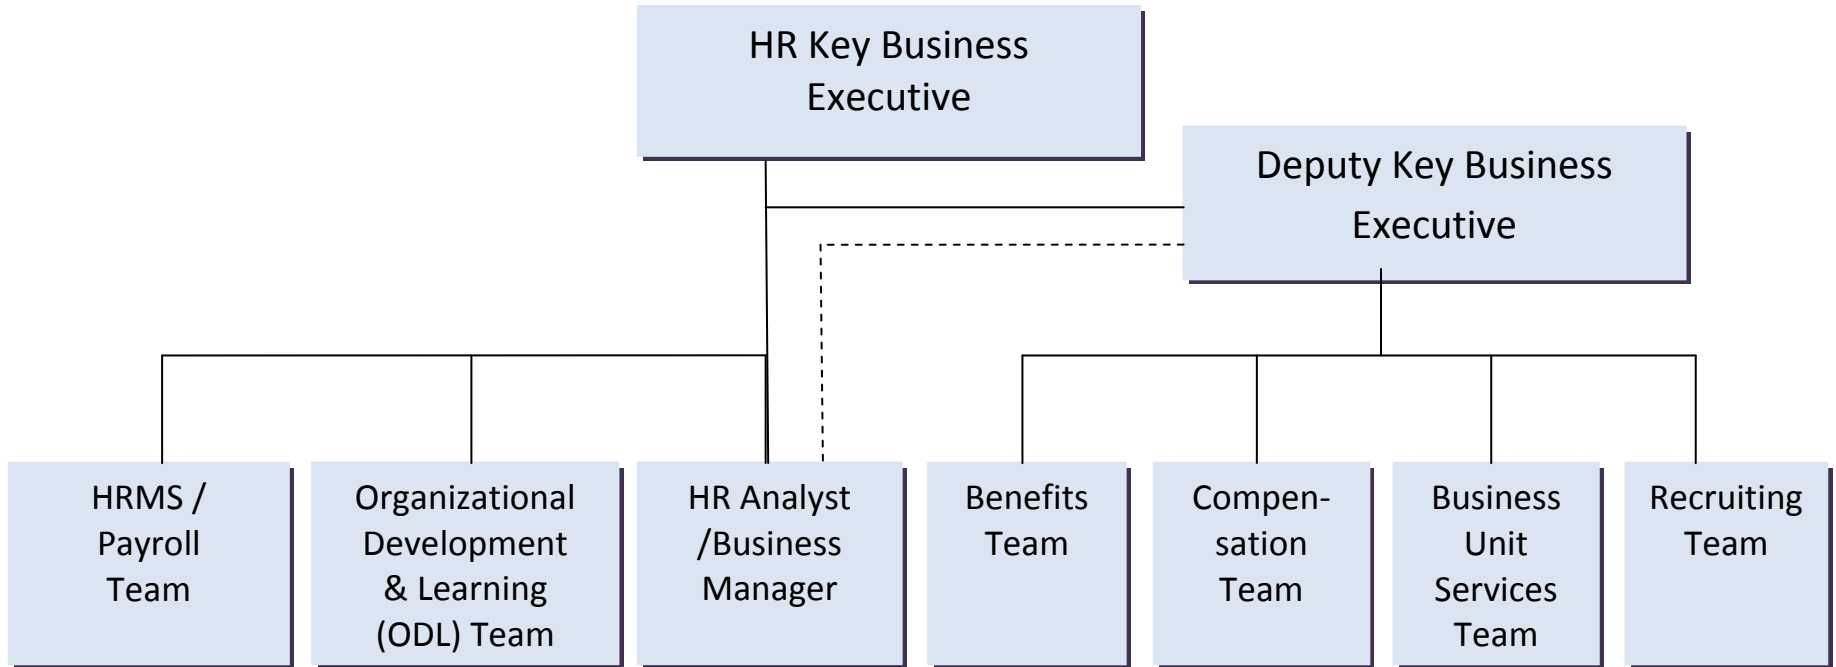 HR Key Business
Executive
Deputy Key Business
Executive
HRMS /
Payroll
Team
Organizational
Development
& Learning
(ODL) Team
HR Analyst
/Business
Manager
Benefits
Team
Compen-
sation
Team
Business
Unit
Services
Team
Recruiting
Team